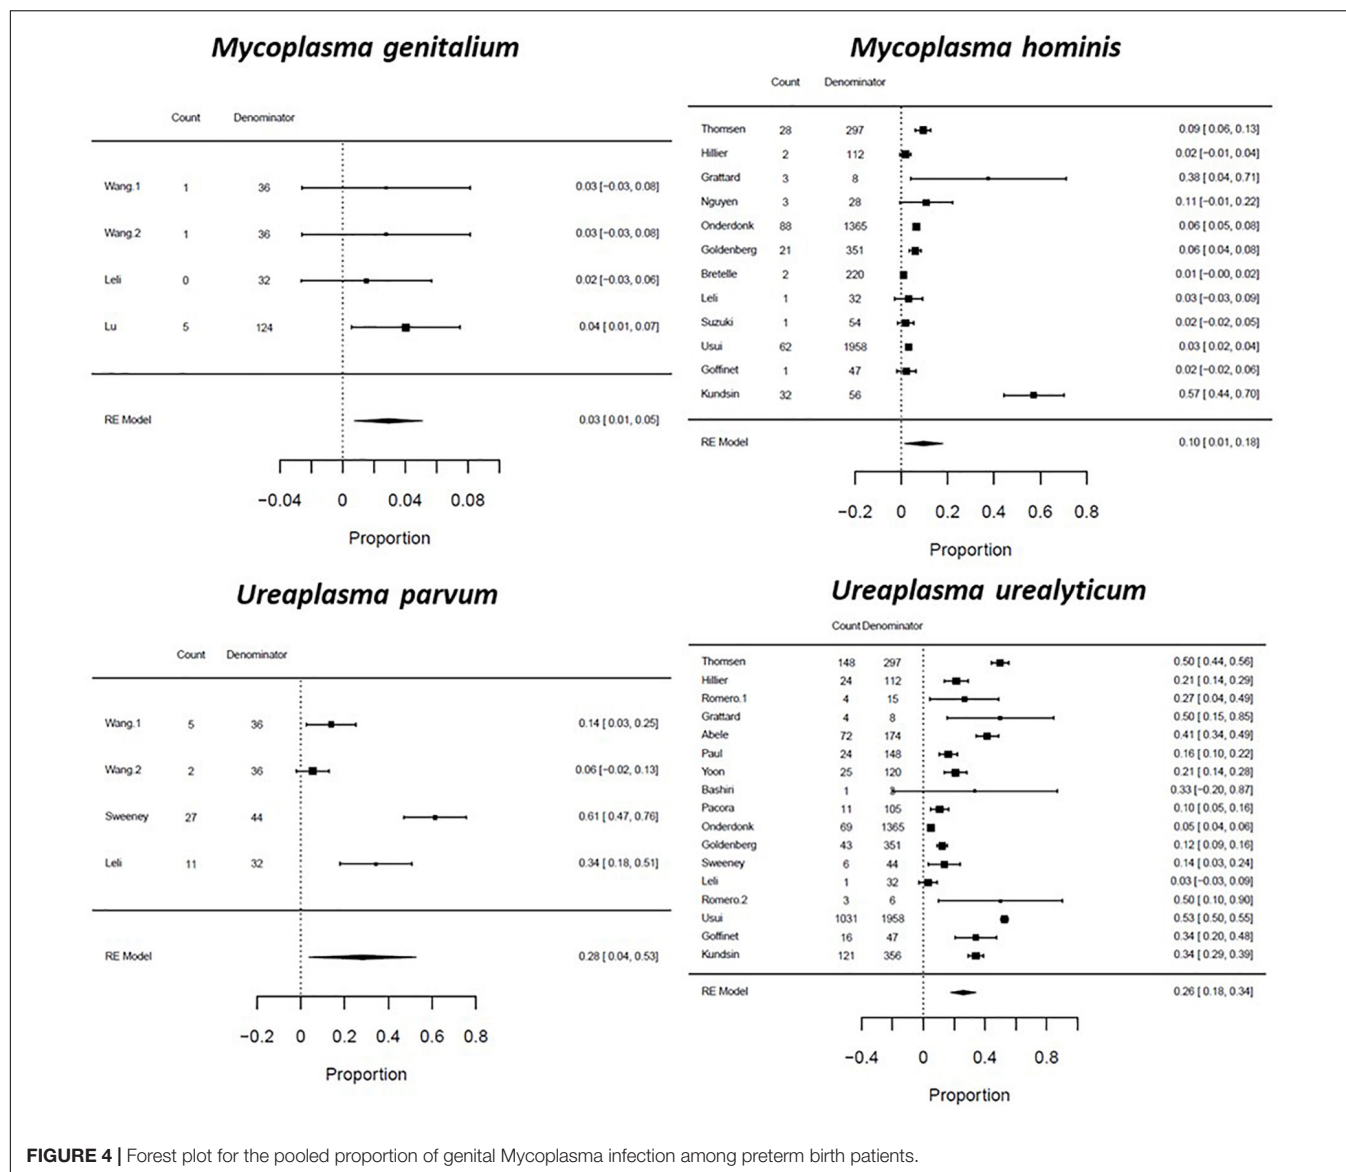 Mycoplasma genitalium
Count Denominator
Wang.1 1 36 0.03 [−0.03, 0.08]
Wang.2 1 36 0.03 [−0.03, 0.08]
Leli 0 32 0.02 [−0.03, 0.06]
Lu 5 124 0.04 [ 0.01, 0.07]
RE Model 0.03 [ 0.01, 0.05]
−0.04 0 0.04 0.08
Proportion
Mycoplasma hominis
Count Denominator
Thomsen 28 297 0.09 [ 0.06, 0.13]
Hillier 2 112 0.02 [−0.01, 0.04]
Grattard 3 8 0.38 [ 0.04, 0.71]
Nguyen 3 28 0.11 [−0.01, 0.22]
Onderdonk 88 1365 0.06 [ 0.05, 0.08]
Goldenberg 21 351 0.06 [ 0.04, 0.08]
Bretelle 2 220 0.01 [−0.00, 0.02]
Leli 1 32 0.03 [−0.03, 0.09]
Suzuki 1 54 0.02 [−0.02, 0.05]
Usui 62 1958 0.03 [ 0.02, 0.04]
Goffinet 1 47 0.02 [−0.02, 0.06]
Kundsin 32 56 0.57 [ 0.44, 0.70]
RE Model 0.10 [ 0.01, 0.18]
−0.2 0 0.2 0.4 0.6 0.8
Proportion
Ureaplasma parvum
Count Denominator
Wang.1 5 36 0.14 [ 0.03, 0.25]
Wang.2 2 36 0.06 [−0.02, 0.13]
Sweeney 27 44 0.61 [ 0.47, 0.76]
Leli 11 32 0.34 [ 0.18, 0.51]
RE Model 0.28 [ 0.04, 0.53]
−0.2 0 0.2 0.4 0.6 0.8
Proportion
Ureaplasma urealyticum
Count Denominator
Thomsen 148 297 0.50 [ 0.44, 0.56]
Hillier 24 112 0.21 [ 0.14, 0.29]
Romero.1 4 15 0.27 [ 0.04, 0.49]
Grattard 4 8 0.50 [ 0.15, 0.85]
Abele 72 174 0.41 [ 0.34, 0.49]
Paul 24 148 0.16 [ 0.10, 0.22]
Yoon 25 120 0.21 [ 0.14, 0.28]
Bashiri 1 0.33 [−0.20, 0.87]
Pacora 11 105 0.10 [ 0.05, 0.16]
Onderdonk 69 1365 0.05 [ 0.04, 0.06]
Goldenberg 43 351 0.12 [ 0.09, 0.16]
Sweeney 6 44 0.14 [ 0.03, 0.24]
Leli 1 32 0.03 [−0.03, 0.09]
Romero.2 3 6 0.50 [ 0.10, 0.90]
Usui 1031 1958 0.53 [ 0.50, 0.55]
Goffinet 16 47 0.34 [ 0.20, 0.48]
Kundsin 121 356 0.34 [ 0.29, 0.39]
RE Model 0.26 [ 0.18, 0.34]
−0.4 0 0.4 0.8
Proportion
FIGURE 4 | Forest plot for the pooled proportion of genital Mycoplasma infection among preterm birth patients.